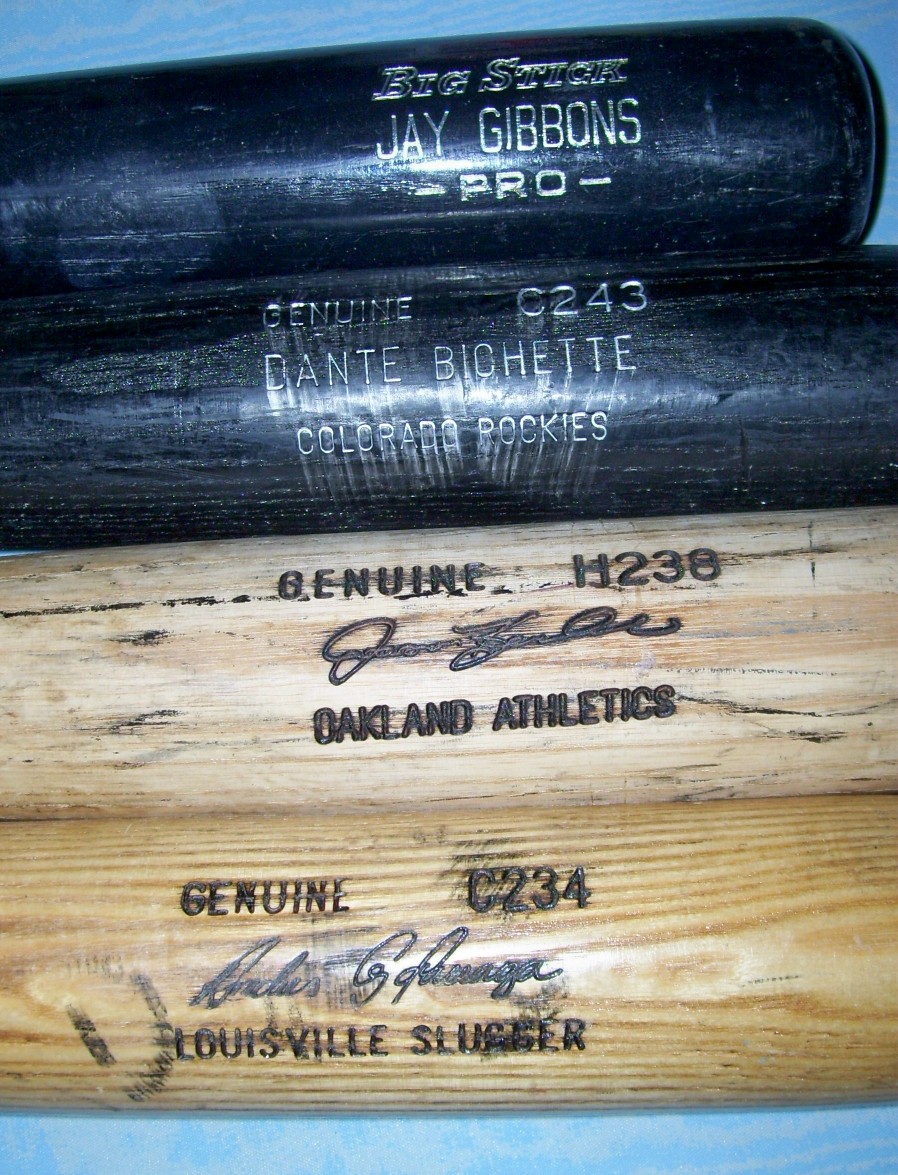 BIG STICK
JAY GIBBONS
-PRO-
GENUINE C243
DANTE BICHETTE
COLORADO ROCKIES
GENUINE H238
OAKLAND ATHLETICS
GENUINE C234
LOUISVILLE SLUGGER